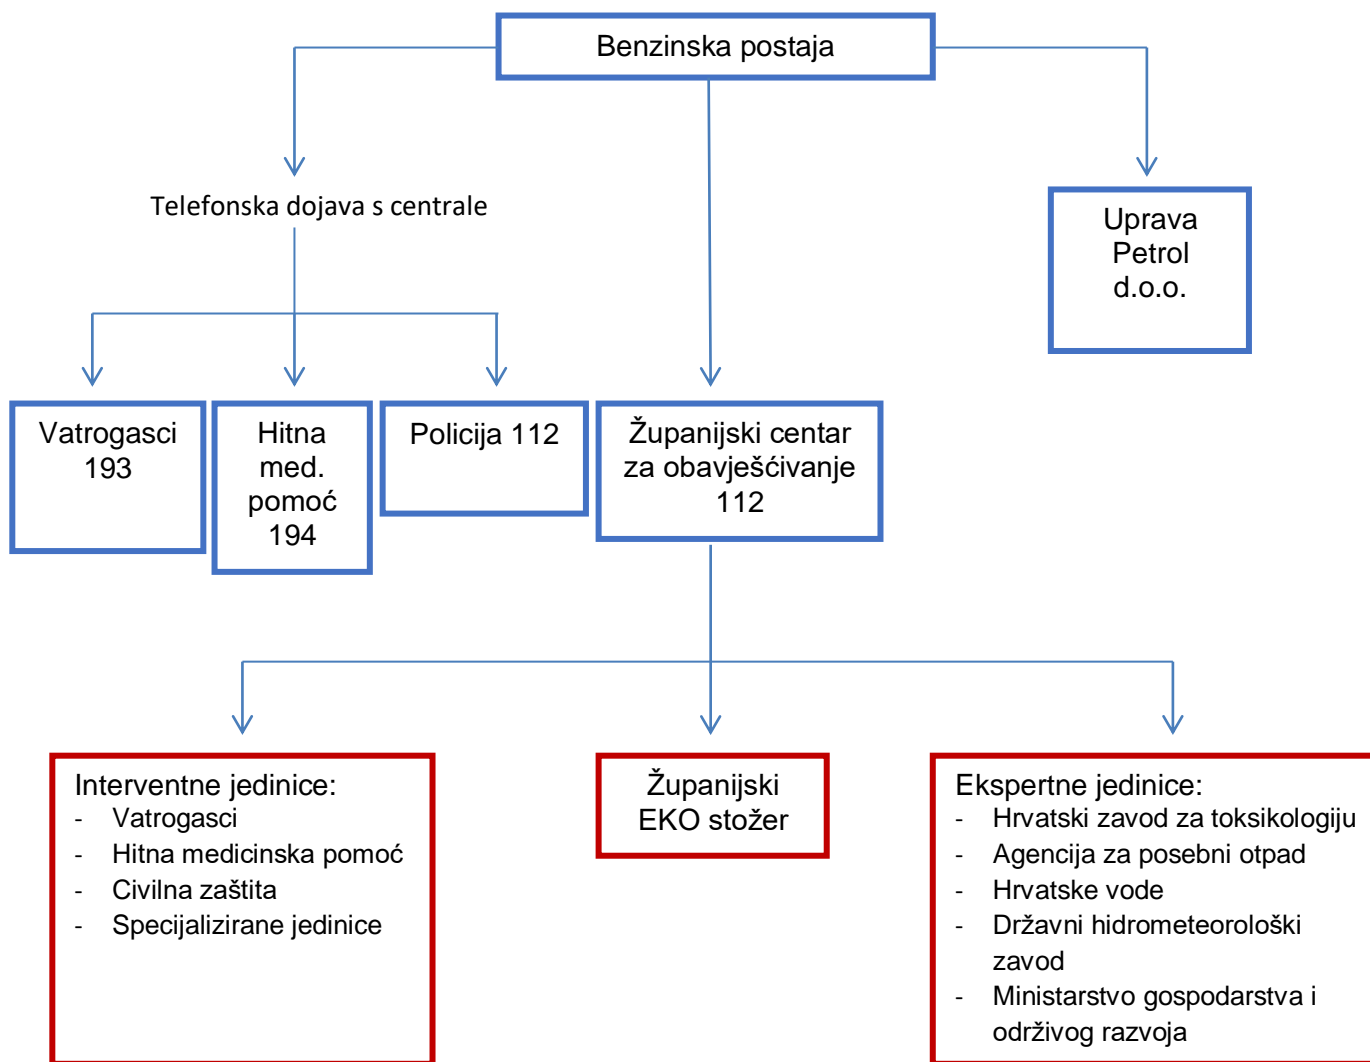 Benzinska postaja
Telefonska dojava s centrale
Uprava
Petrol
d.o.o.
Vatrogasci
193
Hitna
med.
pomoć
194
Policija 112
Županijski centar
za obavješćivanje
112
Interventne jedinice:
- Vatrogasci
- Hitna medicinska pomoć
- Civilna zaštita
- Specijalizirane jedinice
Županijski
EKO stožer
Ekspertne jedinice:
- Hrvatski zavod za toksikologiju
- Agencija za posebni otpad
- Hrvatske vode
- Državni hidrometeorološki
zavod
- Ministarstvo gospodarstva i
održivog razvoja